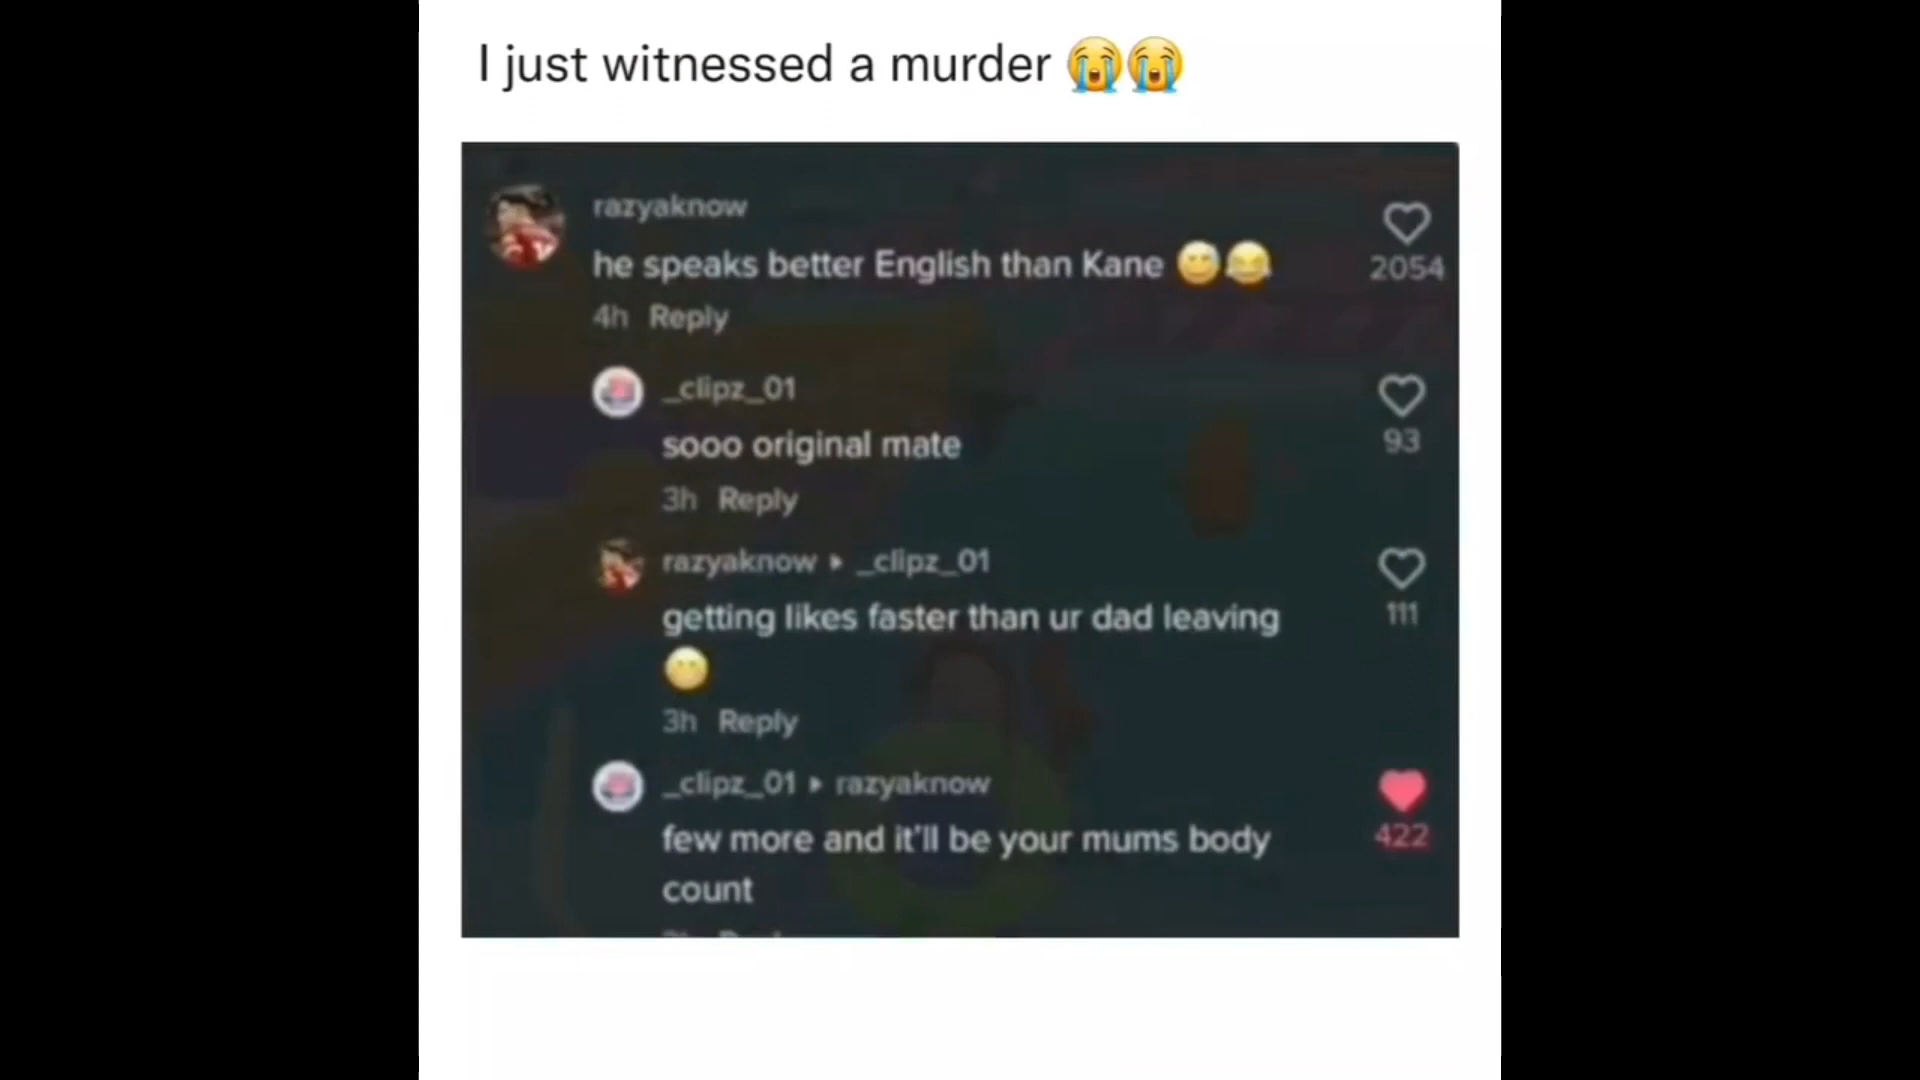 I just witnessed a murder 😭😭
razyaknow
he speaks better English than Kane 😅😂
2054
4h Reply
_clipz_01
sooo original mate
93
3h Reply
razyaknow ▸ _clipz_01
getting likes faster than ur dad leaving
😶
111
3h Reply
_clipz_01 ▸ razyaknow
few more and it'll be your mums body
count
422